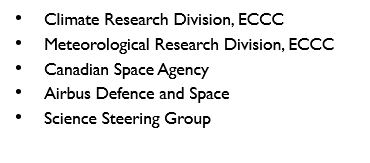 • Climate Research Division, ECCC
• Meteorological Research Division, ECCC
• Canadian Space Agency
• Airbus Defence and Space
• Science Steering Group